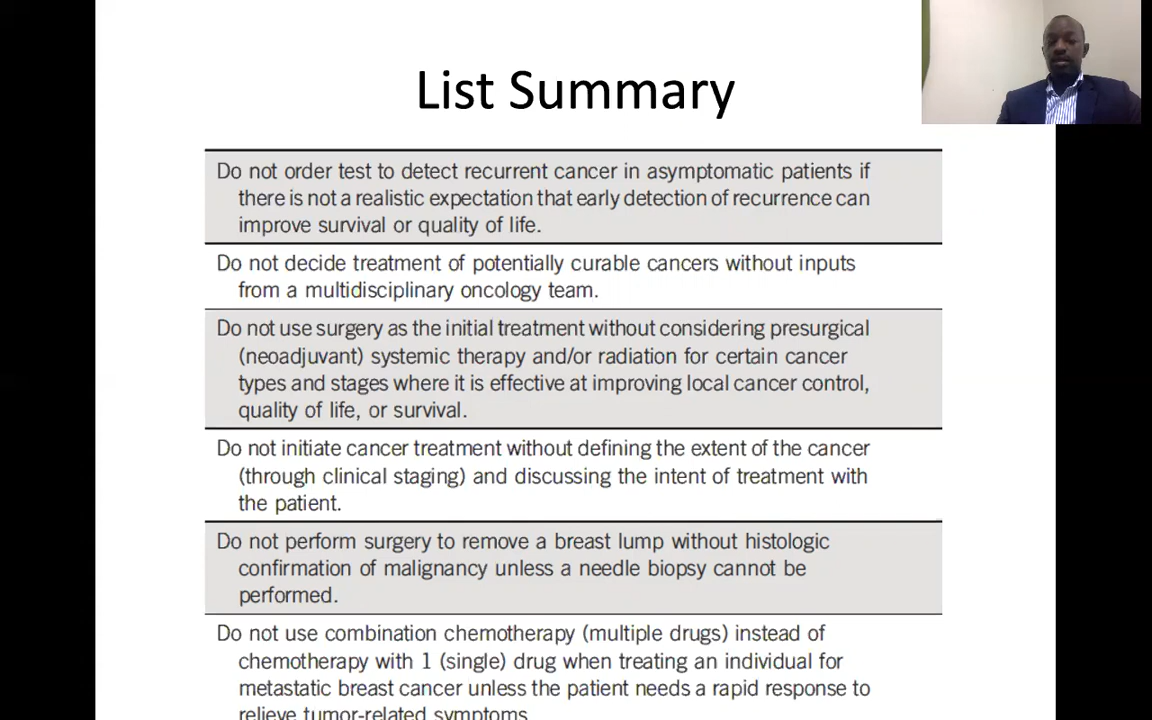 List Summary
Do not order test to detect recurrent cancer in asymptomatic patients if
there is not a realistic expectation that early detection of recurrence can
improve survival or quality of life.
Do not decide treatment of potentially curable cancers without inputs
from a multidisciplinary oncology team.
Do not use surgery as the initial treatment without considering presurgical
(neoadjuvant) systemic therapy and/or radiation for certain cancer
types and stages where it is effective at improving local cancer control,
quality of life, or survival.
Do not initiate cancer treatment without defining the extent of the cancer
(through clinical staging) and discussing the intent of treatment with
the patient.
Do not perform surgery to remove a breast lump without histologic
confirmation of malignancy unless a needle biopsy cannot be
performed.
Do not use combination chemotherapy (multiple drugs) instead of
chemotherapy with 1 (single) drug when treating an individual for
metastatic breast cancer unless the patient needs a rapid response to
relieve tumor-related symptoms.